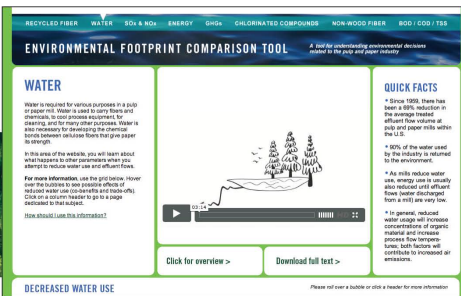 RECYCLED FIBER WATER SOx & NOx ENERGY GHGs CHLORINATED COMPOUNDS NON-WOOD FIBER BOD / COD / TSS
ENVIRONMENTAL FOOTPRINT COMPARISON TOOL
A tool for understanding environmental decisions
related to the pulp and paper industry
WATER
Water is required for various purposes in a pulp
or paper mill. Water is used to carry fibers and
chemicals, to cool process equipment, for
cleaning, and for many other purposes. Water is
also necessary for developing the chemical
bonds between cellulose fibers that give paper
its strength.
In this area of the website, you will learn about
what happens to other parameters when you
attempt to reduce water use and effluent flows.
For more information, use the grid below. Hover
over the bubbles to see possible effects of
reduced water use (co-benefits and trade-offs).
Click on a column header to go to a page
dedicated to that subject.
How should I use this information?
03:14
Click for overview >
Download full text >
QUICK FACTS
* Since 1959, there has
been a 69% reduction in
the average treated
effluent flow volume at
pulp and paper mills within
the U.S.
* 90% of the water used
by the industry is returned
to the environment.
* As mills reduce water
use, energy use is usually
also reduced until effluent
flows (water discharged
from a mill) are very low.
* In general, reduced
water usage will increase
concentrations of organic
material and increase
process flow tempera-
tures; both factors will
contribute to increased air
emissions.
DECREASED WATER USE
Please roll over a bubble or click a header for more information